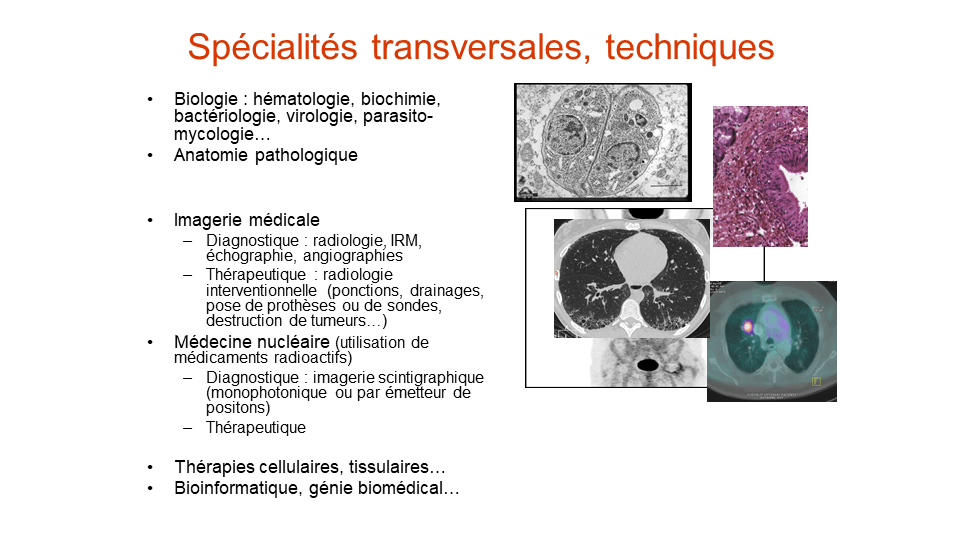 Spécialités transversales, techniques
• Biologie : hématologie, biochimie,
bactériologie, virologie, parasito-
mycologie…
• Anatomie pathologique
• Imagerie médicale
– Diagnostique : radiologie, IRM,
échographie, angiographies
– Thérapeutique : radiologie
interventionnelle (ponctions, drainages,
pose de prothèses ou de sondes,
destruction de tumeurs…)
• Médecine nucléaire (utilisation de
médicaments radioactifs)
– Diagnostique : imagerie scintigraphique
(monophotonique ou par émetteur de
positons)
– Thérapeutique
• Thérapies cellulaires, tissulaires…
• Bioinformatique, génie biomédical…